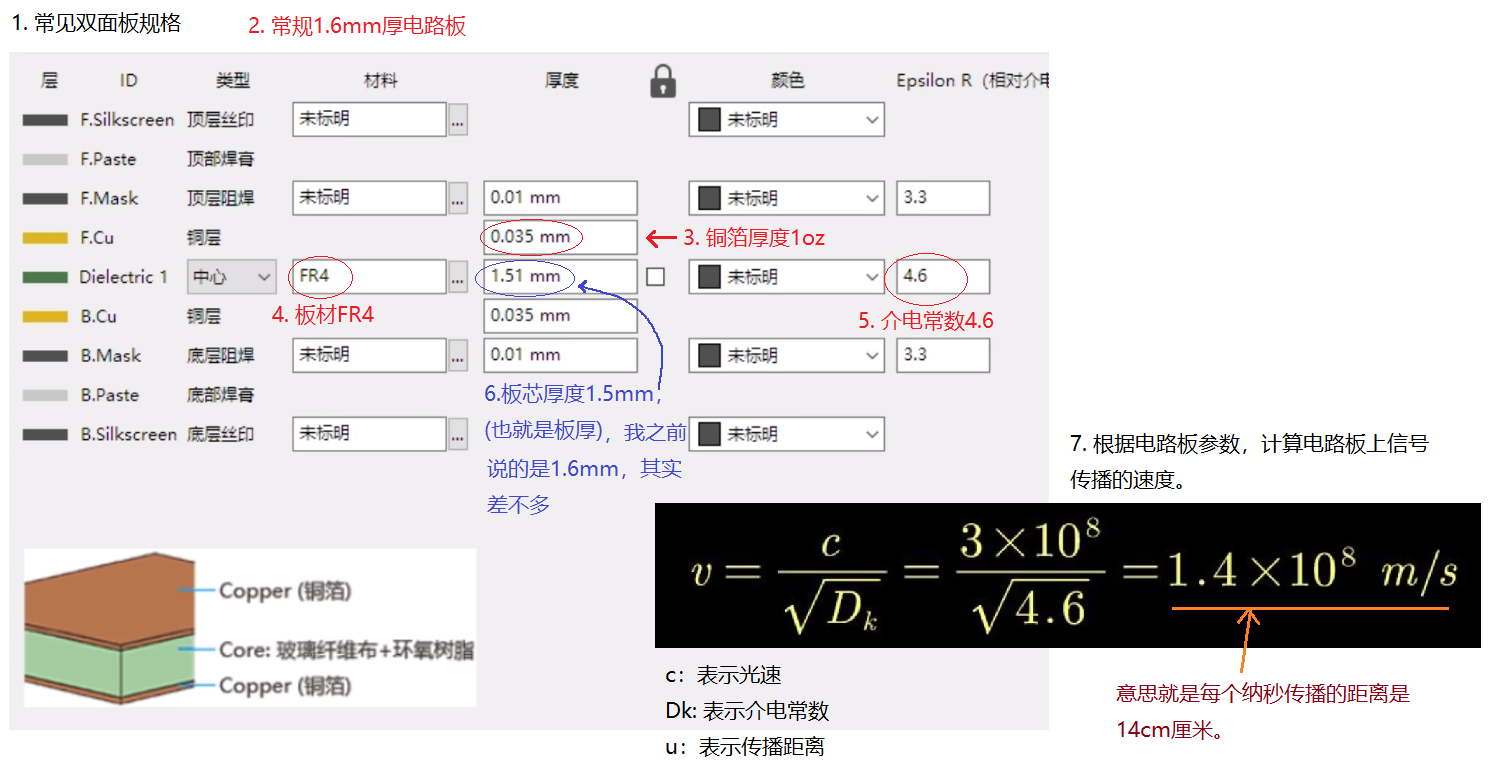 1. 常见双面板规格
2. 常规1.6mm厚电路板
层 ID 类型 材料 厚度 颜色 Epsilon R（相对介电
F.Silkscreen 顶层丝印 未标明 ... 未标明
F.Paste 顶部焊膏
F.Mask 顶层阻焊 未标明 ... 0.01 mm 未标明 3.3
F.Cu 铜层 0.035 mm
3. 铜箔厚度1oz
Dielectric 1 中心 FR4 ... 1.51 mm 未标明 4.6
4. 板材FR4
5. 介电常数4.6
B.Cu 铜层 0.035 mm
B.Mask 底层阻焊 未标明 ... 0.01 mm 未标明 3.3
B.Paste 底部焊膏
B.Silkscreen 底层丝印 未标明 ... 未标明
6.板芯厚度1.5mm，
(也就是板厚)，我之前
说的是1.6mm，其实
差不多
7. 根据电路板参数，计算电路板上信号
传播的速度。
v = c/√D_k = 3×10⁸/√4.6 = 1.4×10⁸ m/s
Copper (铜箔)
Core: 玻璃纤维布+环氧树脂
Copper (铜箔)
c：表示光速
Dk: 表示介电常数
u：表示传播距离
意思就是每个纳秒传播的距离是
14cm厘米。